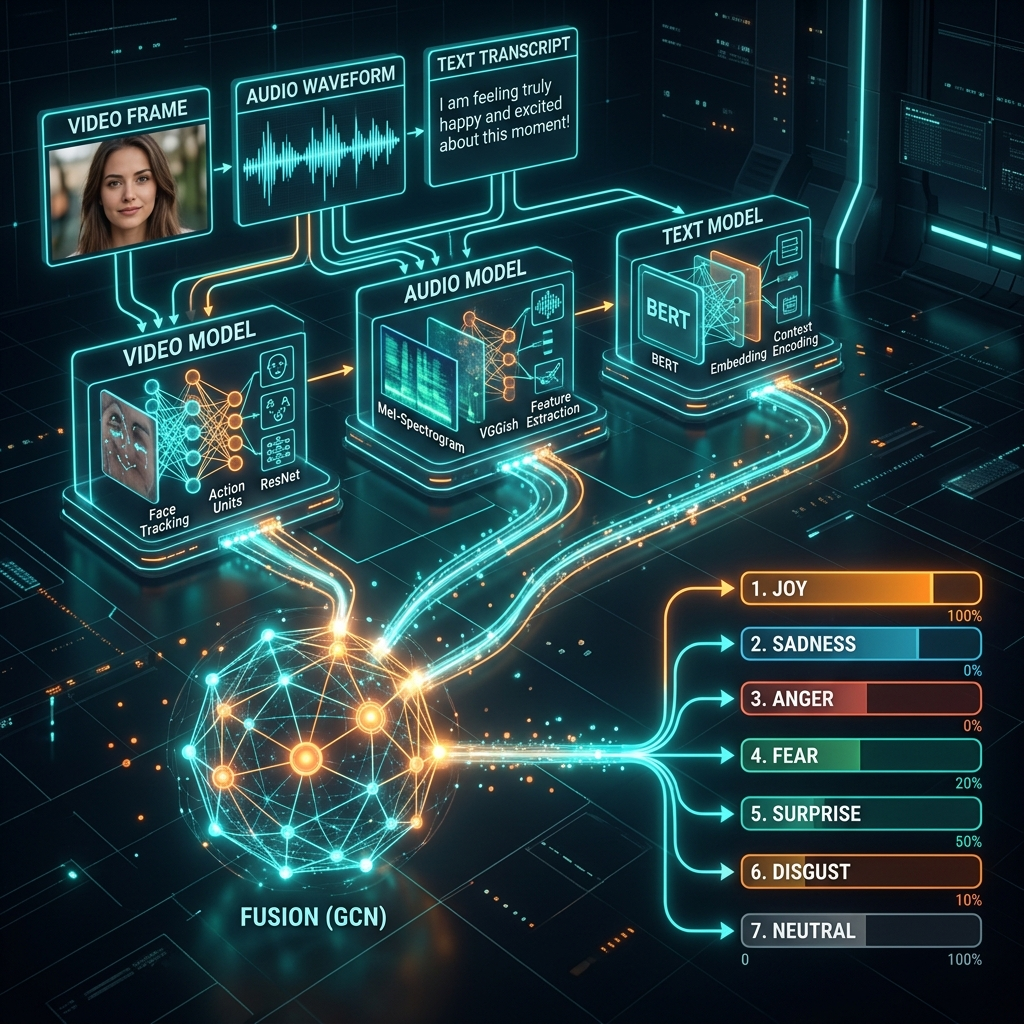 VIDEO FRAME
AUDIO WAVEFORM
TEXT TRANSCRIPT
I am feeling truly
happy and excited
about this moment!
VIDEO MODEL
Face
Tracking
Action
Units
ResNet
AUDIO MODEL
Mel-Spectrogram
VGGish
Feature
Extraction
TEXT MODEL
BERT
BERT
Embedding
Context
Encoding
FUSION (GCN)
1. JOY
100%
2. SADNESS
0%
3. ANGER
0%
4. FEAR
20%
5. SURPRISE
50%
6. DISGUST
10%
7. NEUTRAL
0
100%